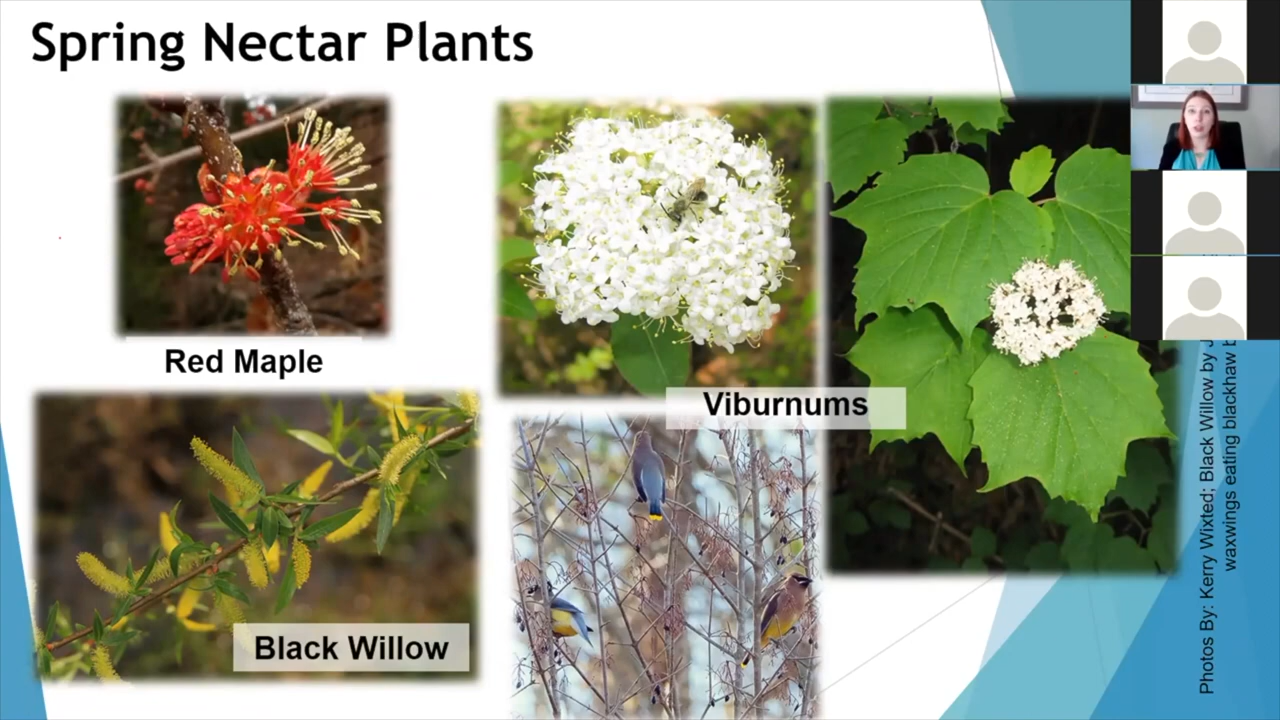 Spring Nectar Plants
Red Maple
Viburnums
Black Willow
Photos By: Kerry Wixted; Black Willow by
waxwings eating blackhaw